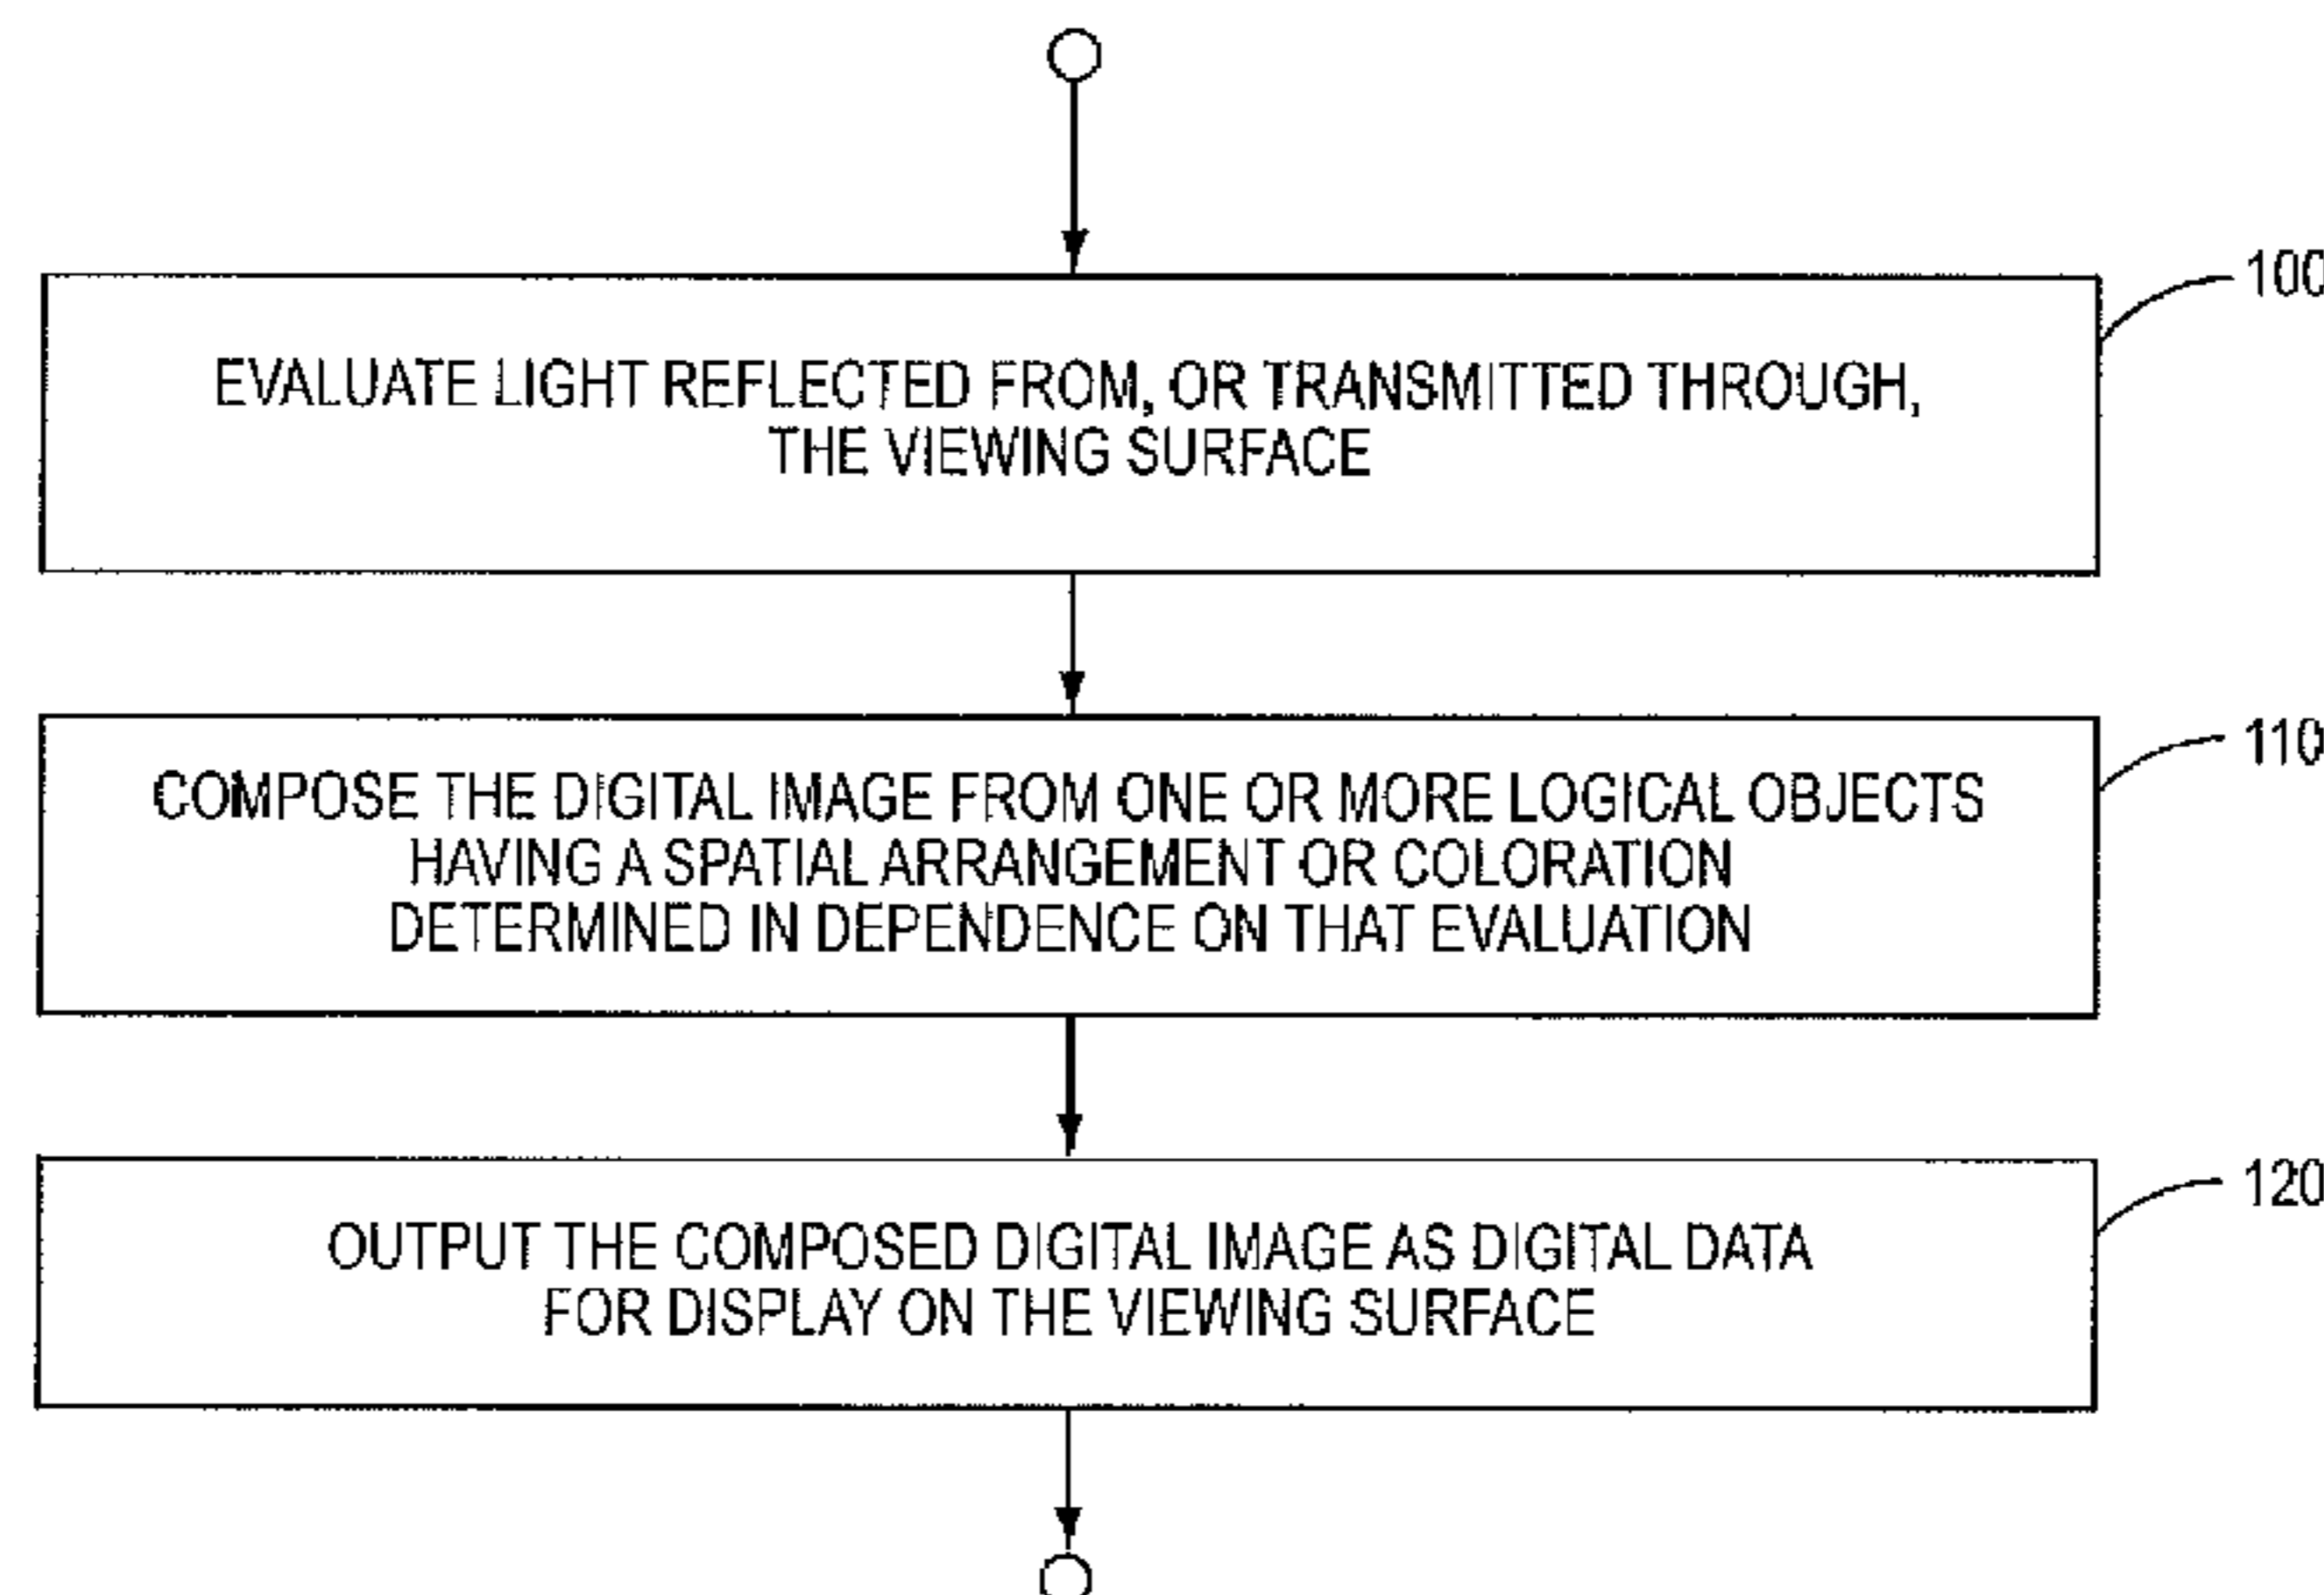 100
EVALUATE LIGHT REFLECTED FROM, OR TRANSMITTED THROUGH,
THE VIEWING SURFACE
110
COMPOSE THE DIGITAL IMAGE FROM ONE OR MORE LOGICAL OBJECTS
HAVING A SPATIAL ARRANGEMENT OR COLORATION
DETERMINED IN DEPENDENCE ON THAT EVALUATION
120
OUTPUT THE COMPOSED DIGITAL IMAGE AS DIGITAL DATA
FOR DISPLAY ON THE VIEWING SURFACE